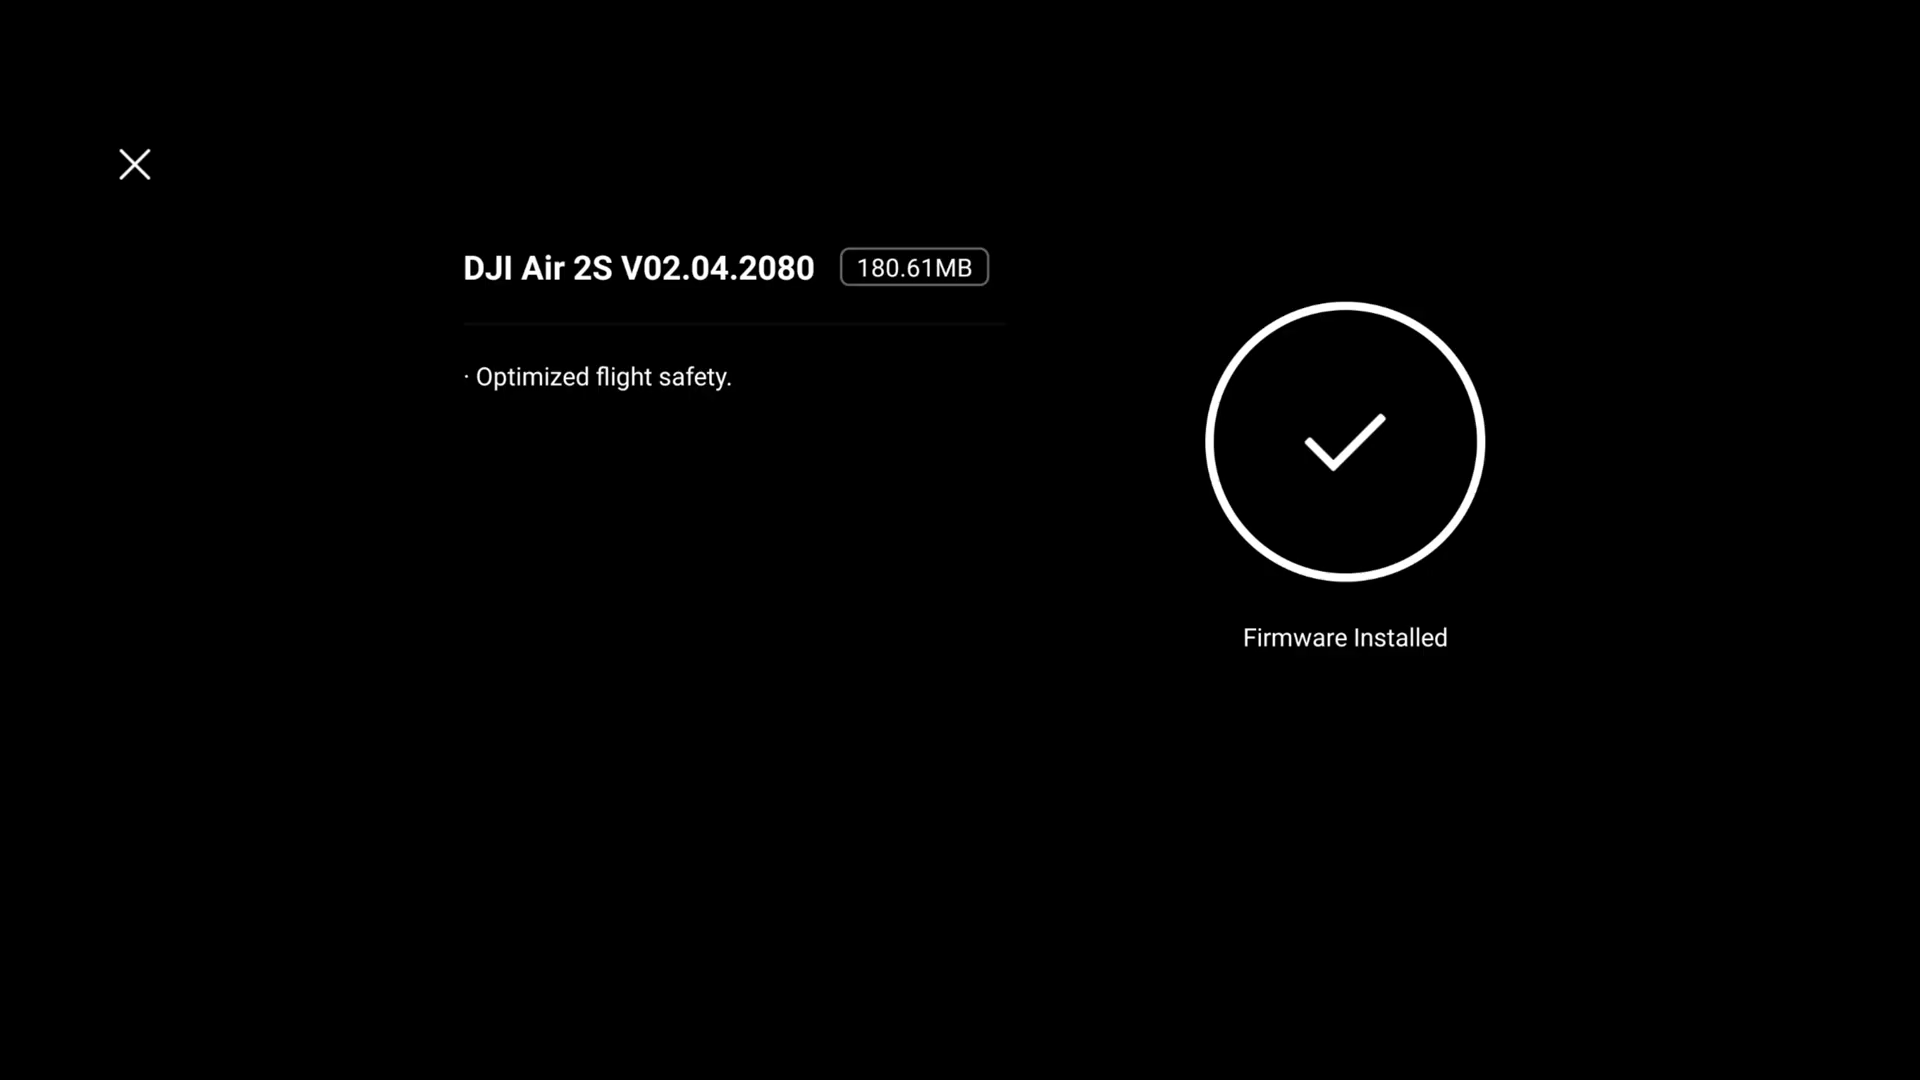 DJI Air 2S V02.04.2080 180.61MB
· Optimized flight safety.
Firmware Installed